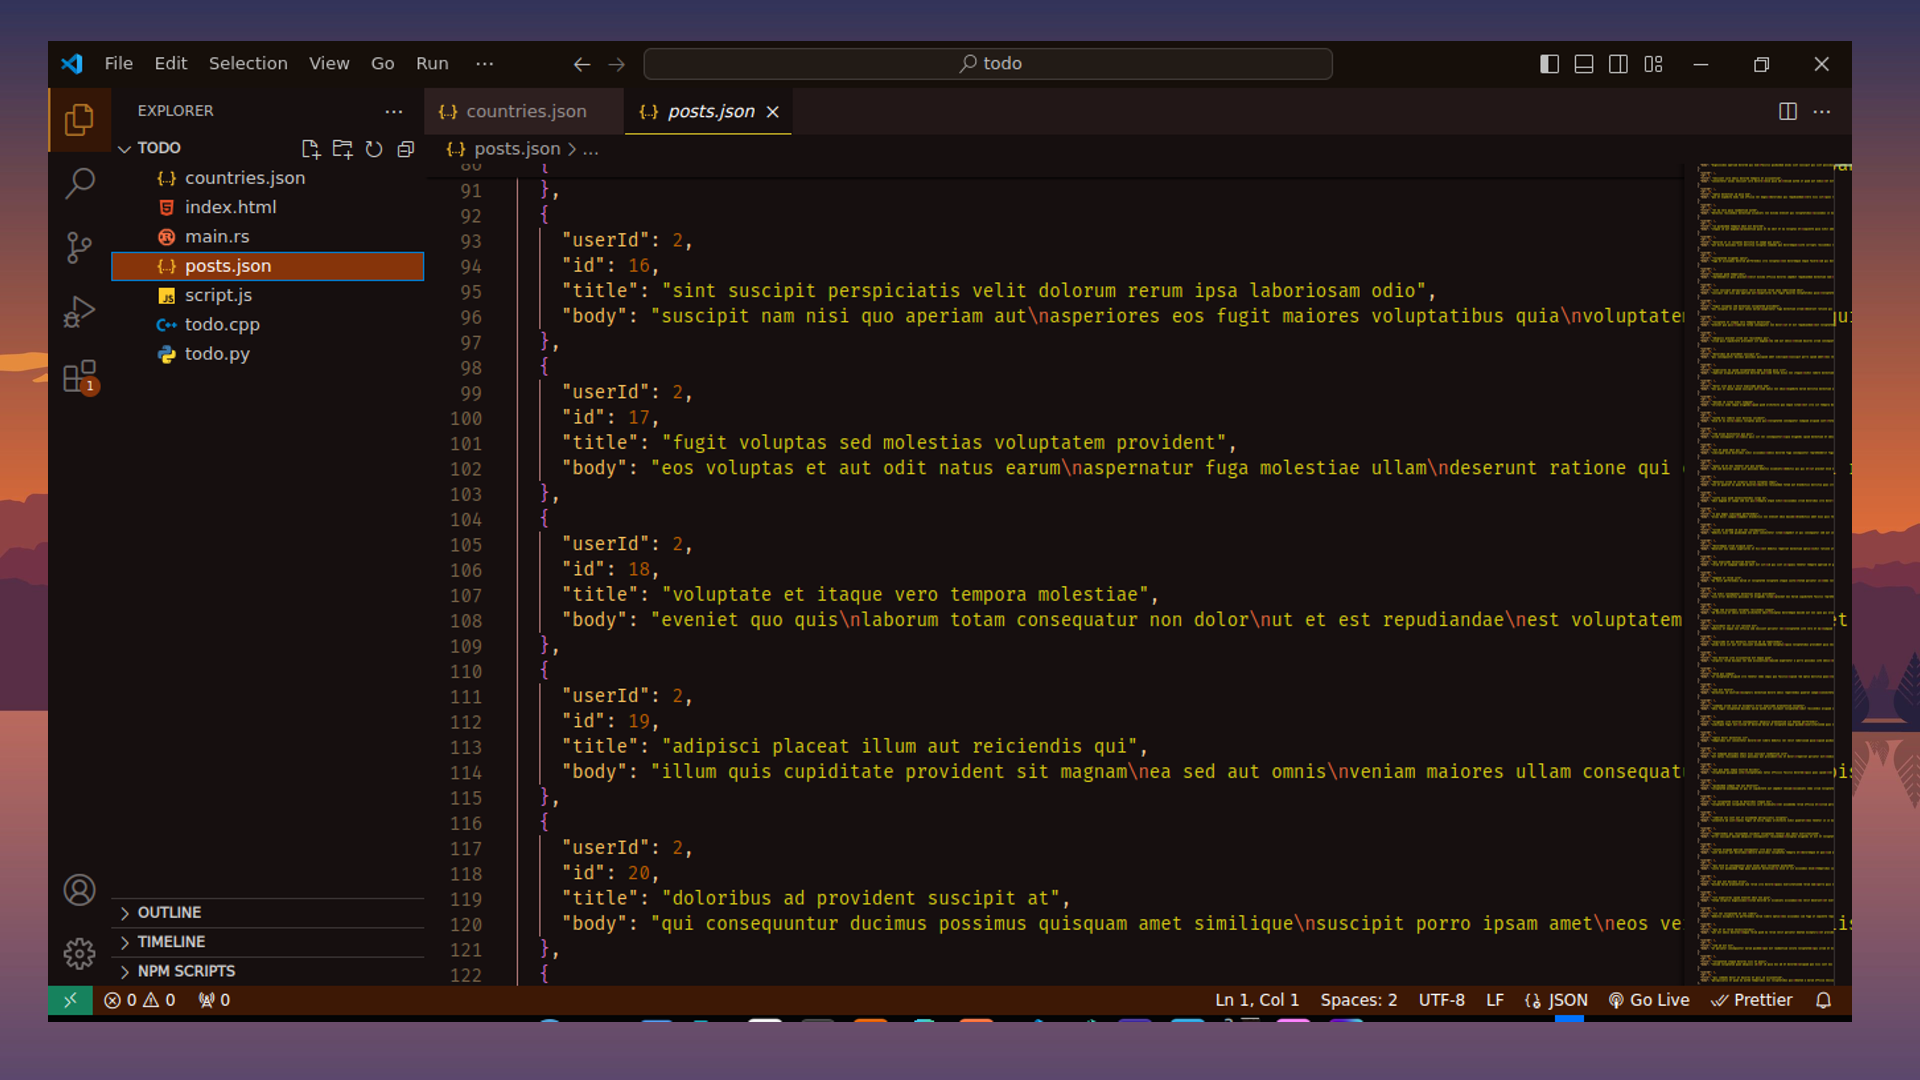 File Edit Selection View Go Run ...
todo
EXPLORER
TODO
countries.json
index.html
main.rs
posts.json
script.js
todo.cpp
todo.py
1
OUTLINE
TIMELINE
NPM SCRIPTS
{..} countries.json
{..} posts.json
{..} posts.json > ...
91 },
92 {
93 "userId": 2,
94 "id": 16,
95 "title": "sint suscipit perspiciatis velit dolorum rerum ipsa laboriosam odio",
96 "body": "suscipit nam nisi quo aperiam aut\nasperiores eos fugit maiores voluptatibus quia\nvoluptatem
97 },
98 {
99 "userId": 2,
100 "id": 17,
101 "title": "fugit voluptas sed molestias voluptatem provident",
102 "body": "eos voluptas et aut odit natus earum\naspernatur fuga molestiae ullam\ndeserunt ratione qui
103 },
104 {
105 "userId": 2,
106 "id": 18,
107 "title": "voluptate et itaque vero tempora molestiae",
108 "body": "eveniet quo quis\nlaborum totam consequatur non dolor\nut et est repudiandae\nest voluptatem
109 },
110 {
111 "userId": 2,
112 "id": 19,
113 "title": "adipisci placeat illum aut reiciendis qui",
114 "body": "illum quis cupiditate provident sit magnam\nea sed aut omnis\nveniam maiores ullam consequat
115 },
116 {
117 "userId": 2,
118 "id": 20,
119 "title": "doloribus ad provident suscipit at",
120 "body": "qui consequuntur ducimus possimus quisquam amet similique\nsuscipit porro ipsam amet\neos ve
121 },
122 {
0 0 0
Ln 1, Col 1 Spaces: 2 UTF-8 LF JSON Go Live Prettier